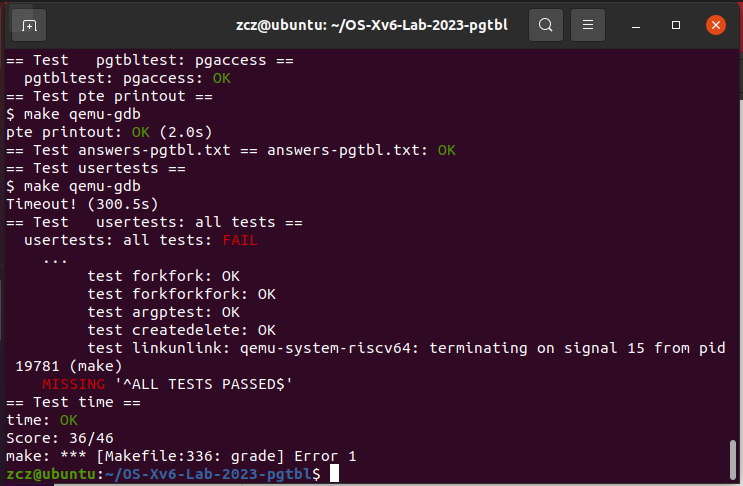 zcz@ubuntu: ~/OS-Xv6-Lab-2023-pgtbl
== Test   pgtbltest: pgaccess ==
  pgtbltest: pgaccess: OK
== Test pte printout ==
$ make qemu-gdb
pte printout: OK (2.0s)
== Test answers-pgtbl.txt == answers-pgtbl.txt: OK
== Test usertests ==
$ make qemu-gdb
Timeout! (300.5s)
== Test   usertests: all tests ==
  usertests: all tests: FAIL
    ...
         test forkfork: OK
         test forkforkfork: OK
         test argptest: OK
         test createdelete: OK
         test linkunlink: qemu-system-riscv64: terminating on signal 15 from pid
 19781 (make)
    MISSING '^ALL TESTS PASSED$'
== Test time ==
time: OK
Score: 36/46
make: *** [Makefile:336: grade] Error 1
zcz@ubuntu:~/OS-Xv6-Lab-2023-pgtbl$